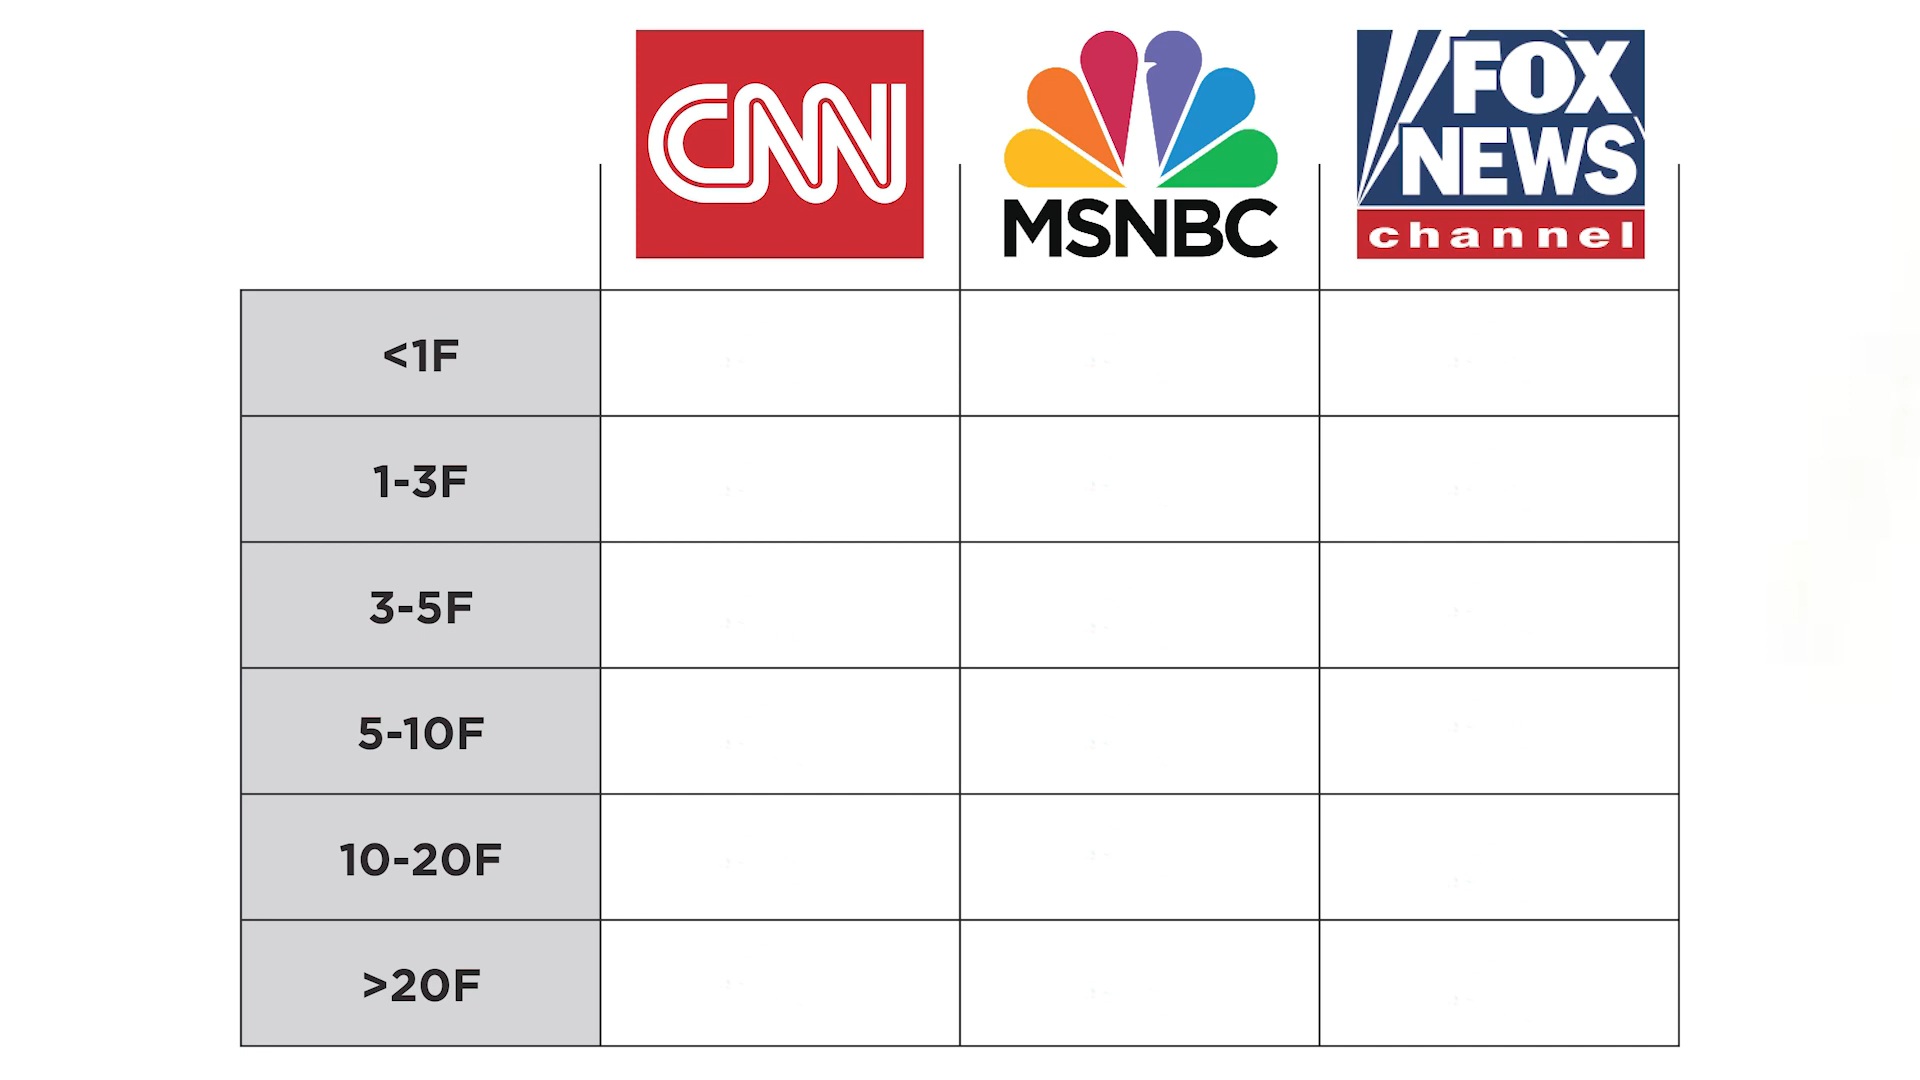 CNN
MSNBC
FOX
NEWS
channel
<1F
1-3F
3-5F
5-10F
10-20F
>20F